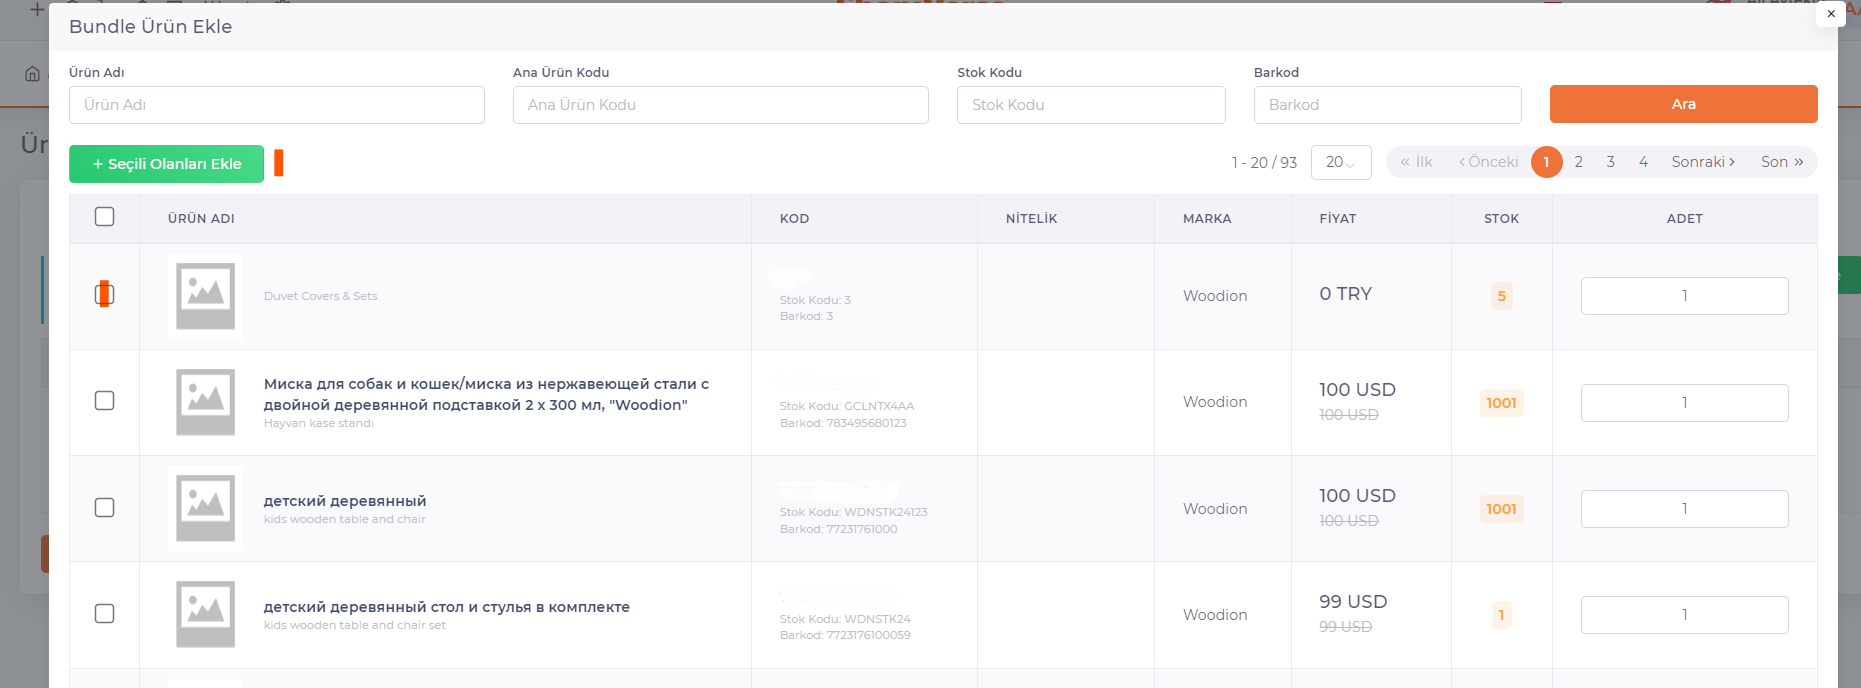 Bundle Ürün Ekle
×
Ürün Adı
Ana Ürün Kodu
Stok Kodu
Barkod
Ürün Adı
Ana Ürün Kodu
Stok Kodu
Barkod
Ara
+ Seçili Olanları Ekle
1 - 20 / 93
20
« İlk
‹ Önceki
1
2
3
4
Sonraki ›
Son »
ÜRÜN ADI
KOD
NİTELİK
MARKA
FİYAT
STOK
ADET
Duvet Covers & Sets
Stok Kodu: 3
Barkod: 3
Woodion
0 TRY
5
1
Миска для собак и кошек/миска из нержавеющей стали с
двойной деревянной подставкой 2 x 300 мл, "Woodion"
Hayvan kase standı
Stok Kodu: GCLNTX4AA
Barkod: 783495680123
Woodion
100 USD
100 USD
1001
1
детский деревянный
kids wooden table and chair
Stok Kodu: WDNSTK24123
Barkod: 77231761000
Woodion
100 USD
100 USD
1001
1
детский деревянный стол и стулья в комплекте
kids wooden table and chair set
Stok Kodu: WDNSTK24
Barkod: 7723176100059
Woodion
99 USD
99 USD
1
1